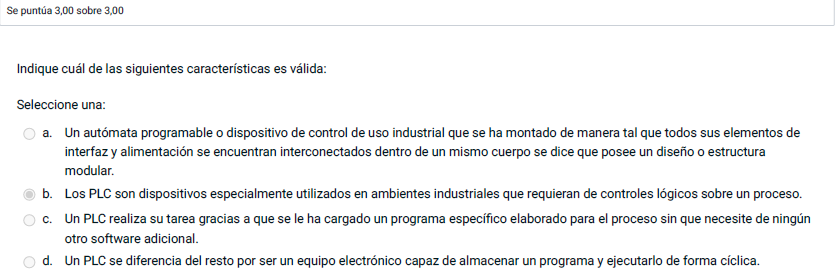 Se puntúa 3,00 sobre 3,00
Indique cuál de las siguientes características es válida:
Seleccione una:
a. Un autómata programable o dispositivo de control de uso industrial que se ha montado de manera tal que todos sus elementos de
interfaz y alimentación se encuentran interconectados dentro de un mismo cuerpo se dice que posee un diseño o estructura
modular.
b. Los PLC son dispositivos especialmente utilizados en ambientes industriales que requieran de controles lógicos sobre un proceso.
c. Un PLC realiza su tarea gracias a que se le ha cargado un programa específico elaborado para el proceso sin que necesite de ningún
otro software adicional.
d. Un PLC se diferencia del resto por ser un equipo electrónico capaz de almacenar un programa y ejecutarlo de forma cíclica.